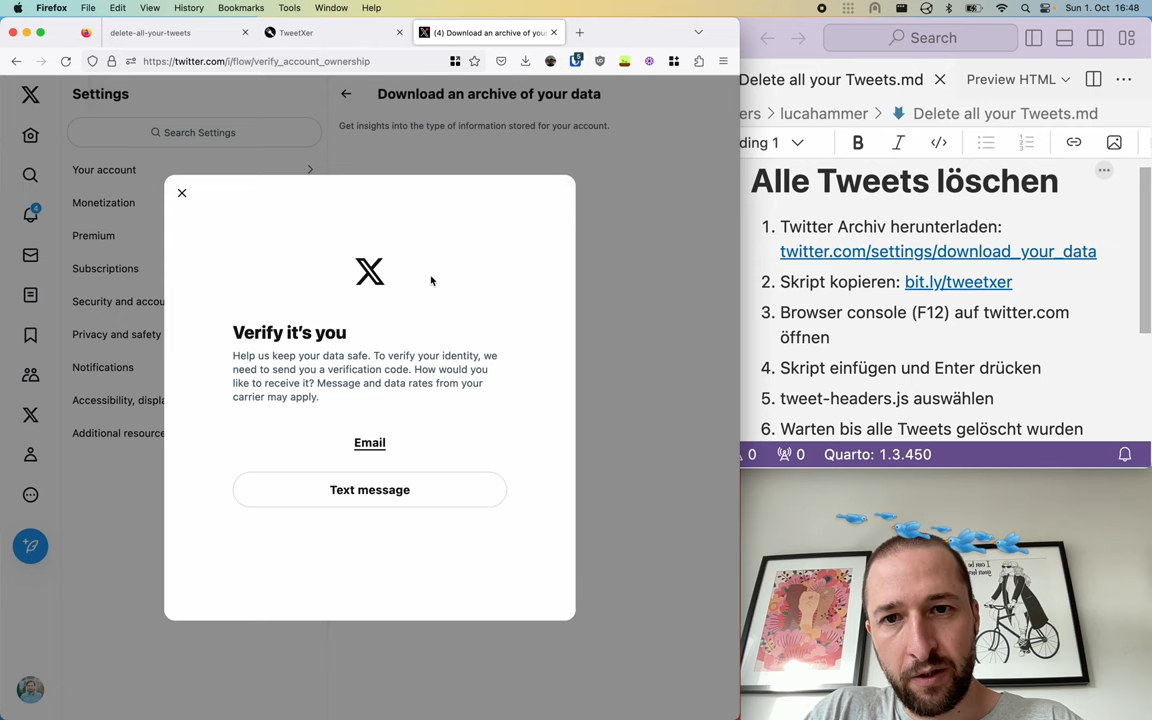 Firefox File Edit View History Bookmarks Tools Window Help
Sun 1. Oct 16:48
delete-all-your-tweets
TweetXer
(4) Download an archive of you
https://twitter.com/i/flow/verify_account_ownership
5
Settings
Search Settings
Your account
Monetization
Premium
Subscriptions
Security and accou
Privacy and safety
Notifications
Accessibility, displa
Additional resource
4
Download an archive of your data
Get insights into the type of information stored for your account.
Verify it's you
Help us keep your data safe. To verify your identity, we
need to send you a verification code. How would you
like to receive it? Message and data rates from your
carrier may apply.
Email
Text message
Search
Delete all your Tweets.md
Preview HTML
ers > lucahammer > Delete all your Tweets.md
ding 1
B I </>
Alle Tweets löschen
1. Twitter Archiv herunterladen:
twitter.com/settings/download_your_data
2. Skript kopieren: bit.ly/tweetxer
3. Browser console (F12) auf twitter.com
öffnen
4. Skript einfügen und Enter drücken
5. tweet-headers.js auswählen
6. Warten bis alle Tweets gelöscht wurden
0 0 Quarto: 1.3.450